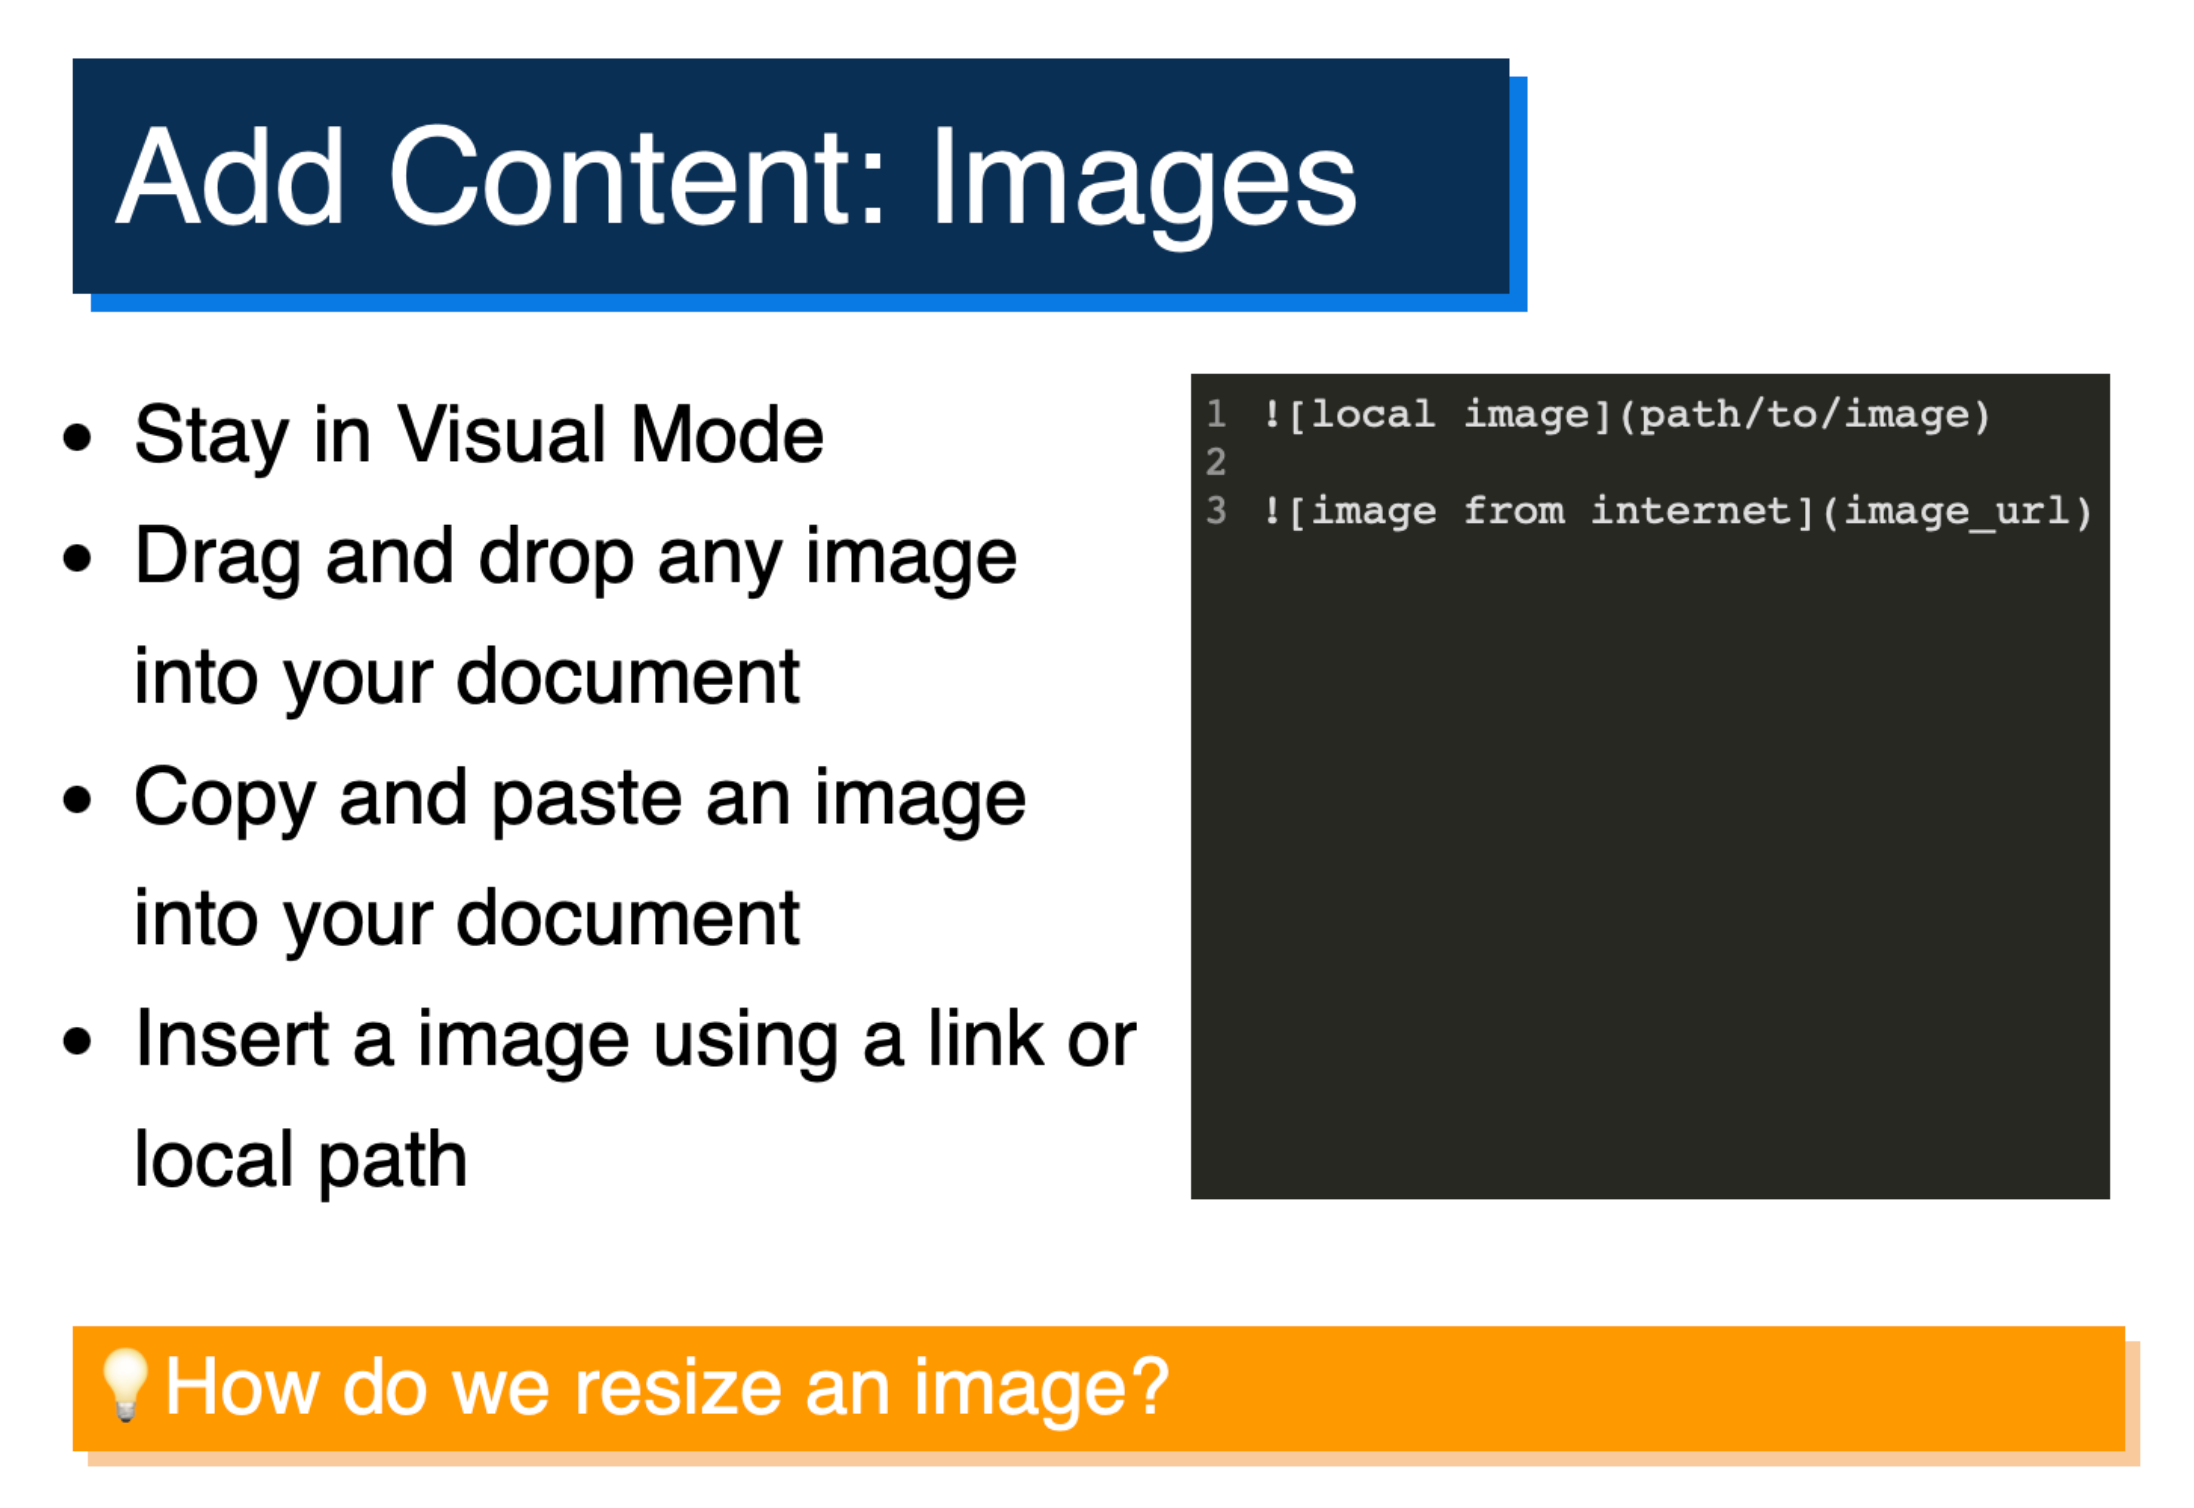 Add Content: Images
• Stay in Visual Mode
• Drag and drop any image
into your document
• Copy and paste an image
into your document
• Insert a image using a link or
local path
1 ![local image](path/to/image)
2
3 ![image from internet](image_url)
💡How do we resize an image?